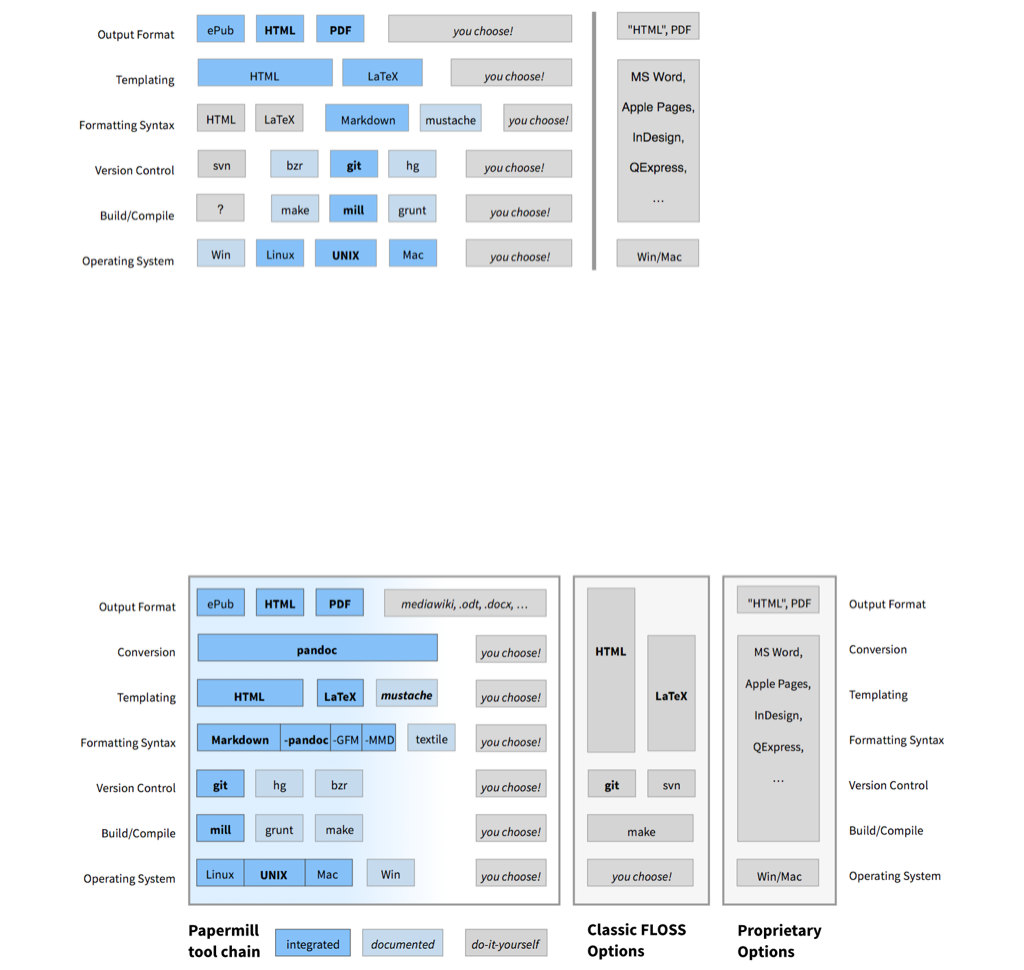 Output Format ePub HTML PDF you choose! "HTML", PDF
Templating HTML LaTeX you choose! MS Word,
Apple Pages,
Formatting Syntax HTML LaTeX Markdown mustache you choose!
InDesign,
Version Control svn bzr git hg you choose! QExpress,
...
Build/Compile ? make mill grunt you choose!
Operating System Win Linux UNIX Mac you choose! Win/Mac
Output Format ePub HTML PDF mediawiki, .odt, .docx, ... "HTML", PDF Output Format
Conversion pandoc you choose! HTML MS Word, Conversion
Templating HTML LaTeX mustache you choose! LaTeX Apple Pages, Templating
InDesign,
Formatting Syntax Markdown -pandoc -GFM -MMD textile you choose! QExpress, Formatting Syntax
...
Version Control git hg bzr you choose! git svn Version Control
Build/Compile mill grunt make you choose! make Build/Compile
Operating System Linux UNIX Mac Win you choose! you choose! Win/Mac Operating System
Papermill
tool chain
integrated documented do-it-yourself
Classic FLOSS
Options
Proprietary
Options